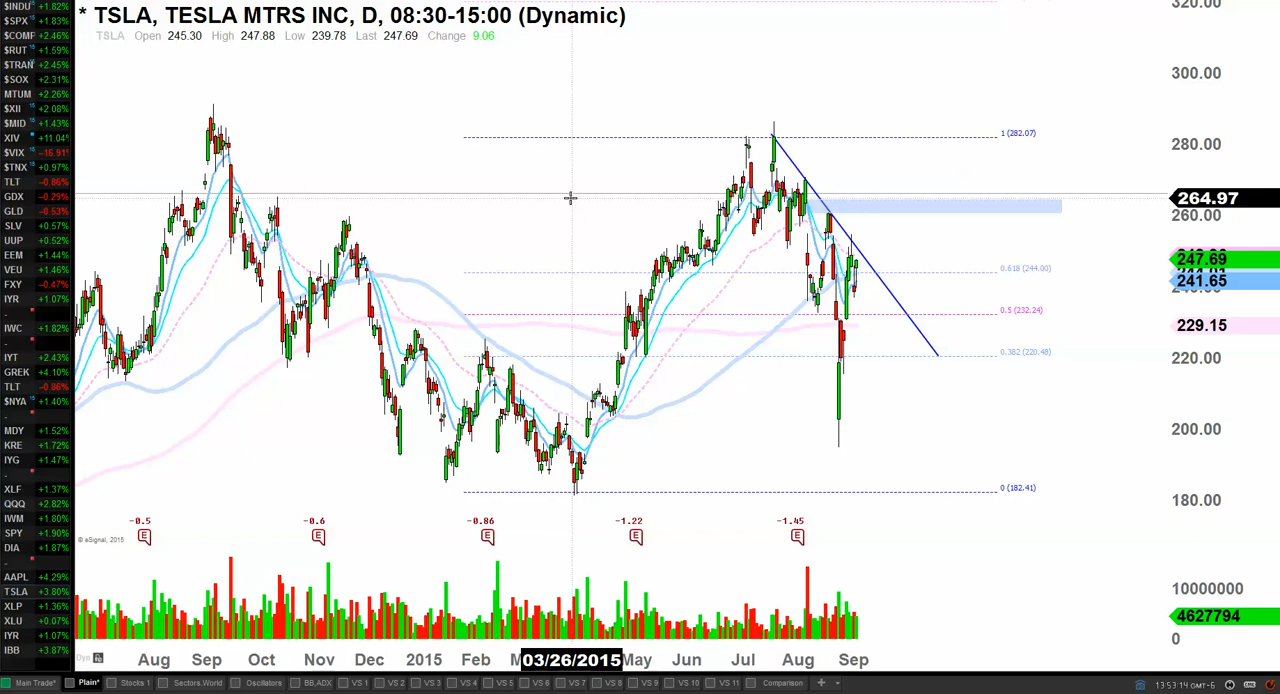 * TSLA, TESLA MTRS INC, D, 08:30-15:00 (Dynamic)
TSLA Open 245.30 High 247.88 Low 239.78 Last 247.69 Change 9.06
$INDU +1.82%
$SPX +1.83%
$COMF +2.46%
$RUT +1.59%
$TRAN +2.45%
$SOX +2.31%
MTUM +2.26%
$XII +2.08%
$MID +1.43%
XIV +11.04
$VIX -16.91
$TNX +0.97%
TLT -0.86%
GDX -0.29%
GLD -0.53%
SLV +0.57%
UUP +0.52%
EEM +1.44%
VEU +1.46%
FXY -0.47%
IYR +1.07%
IWC +1.82%
IYT +2.43%
GREK +4.10%
TLT -0.86%
$NYA +1.40%
MDY +1.52%
KRE +1.72%
IYG +1.47%
XLF +1.37%
QQQ +2.82%
IWM +1.80%
SPY +1.90%
DIA +1.87%
AAPL +4.29%
TSLA +3.80%
XLP +1.36%
XLU +0.07%
IYR +1.07%
IBB +3.87%
320.00
300.00
280.00
264.97
260.00
247.69
241.65
229.15
220.00
200.00
180.00
1 (282.07)
0.618 (244.00)
0.5 (232.24)
0.382 (220.48)
0 (182.41)
-0.5 -0.6 -0.86 -1.22 -1.45
E E E E E
© eSignal, 2015
10000000
4627794
0
Dyn Aug Sep Oct Nov Dec 2015 Feb 03/26/2015 May Jun Jul Aug Sep
Main Trade* Plain* Stocks 1 Sectors.World Oscillators BB,ADX VS 1 VS 2 VS 3 VS 4 VS 5 VS 6 VS 7 VS 8 VS 9 VS 10 VS 11 Comparison + 13:53:14 GMT-6